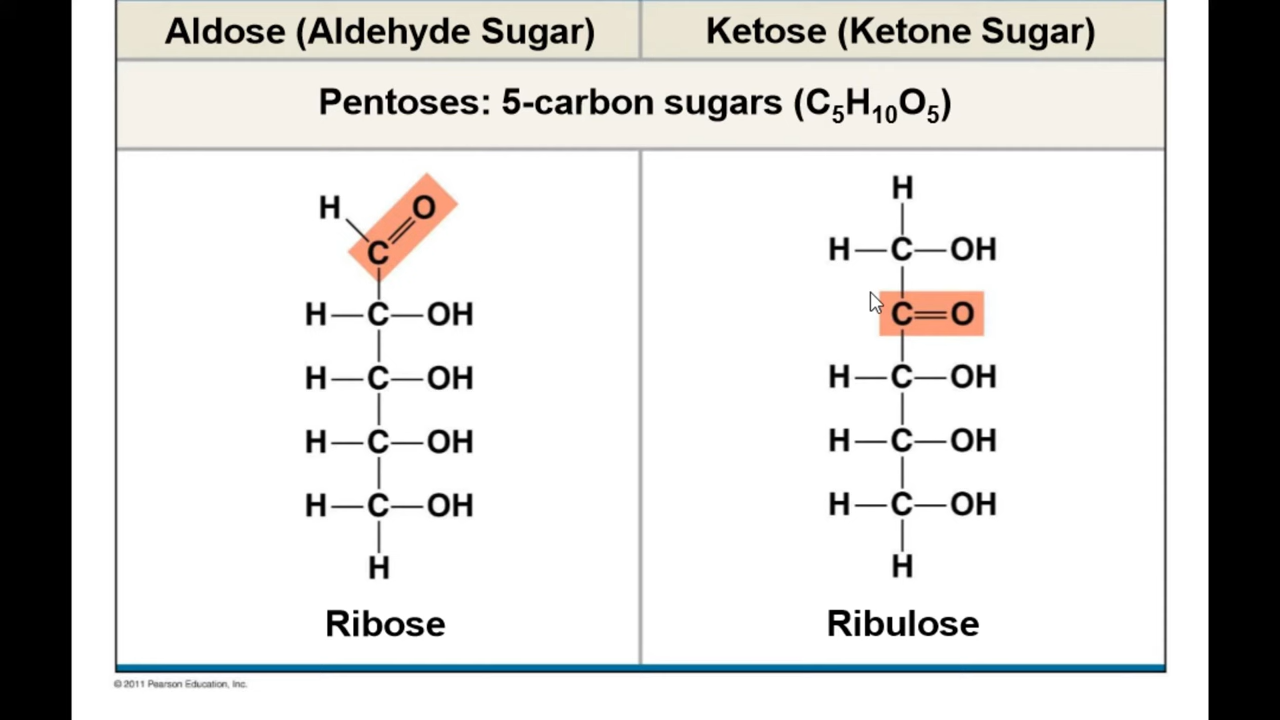 Aldose (Aldehyde Sugar)
Ketose (Ketone Sugar)
Pentoses: 5-carbon sugars (C₅H₁₀O₅)
H O
C
H—C—OH
H—C—OH
H—C—OH
H—C—OH
H
Ribose
H
H—C—OH
C=O
H—C—OH
H—C—OH
H—C—OH
H
Ribulose
© 2011 Pearson Education, Inc.